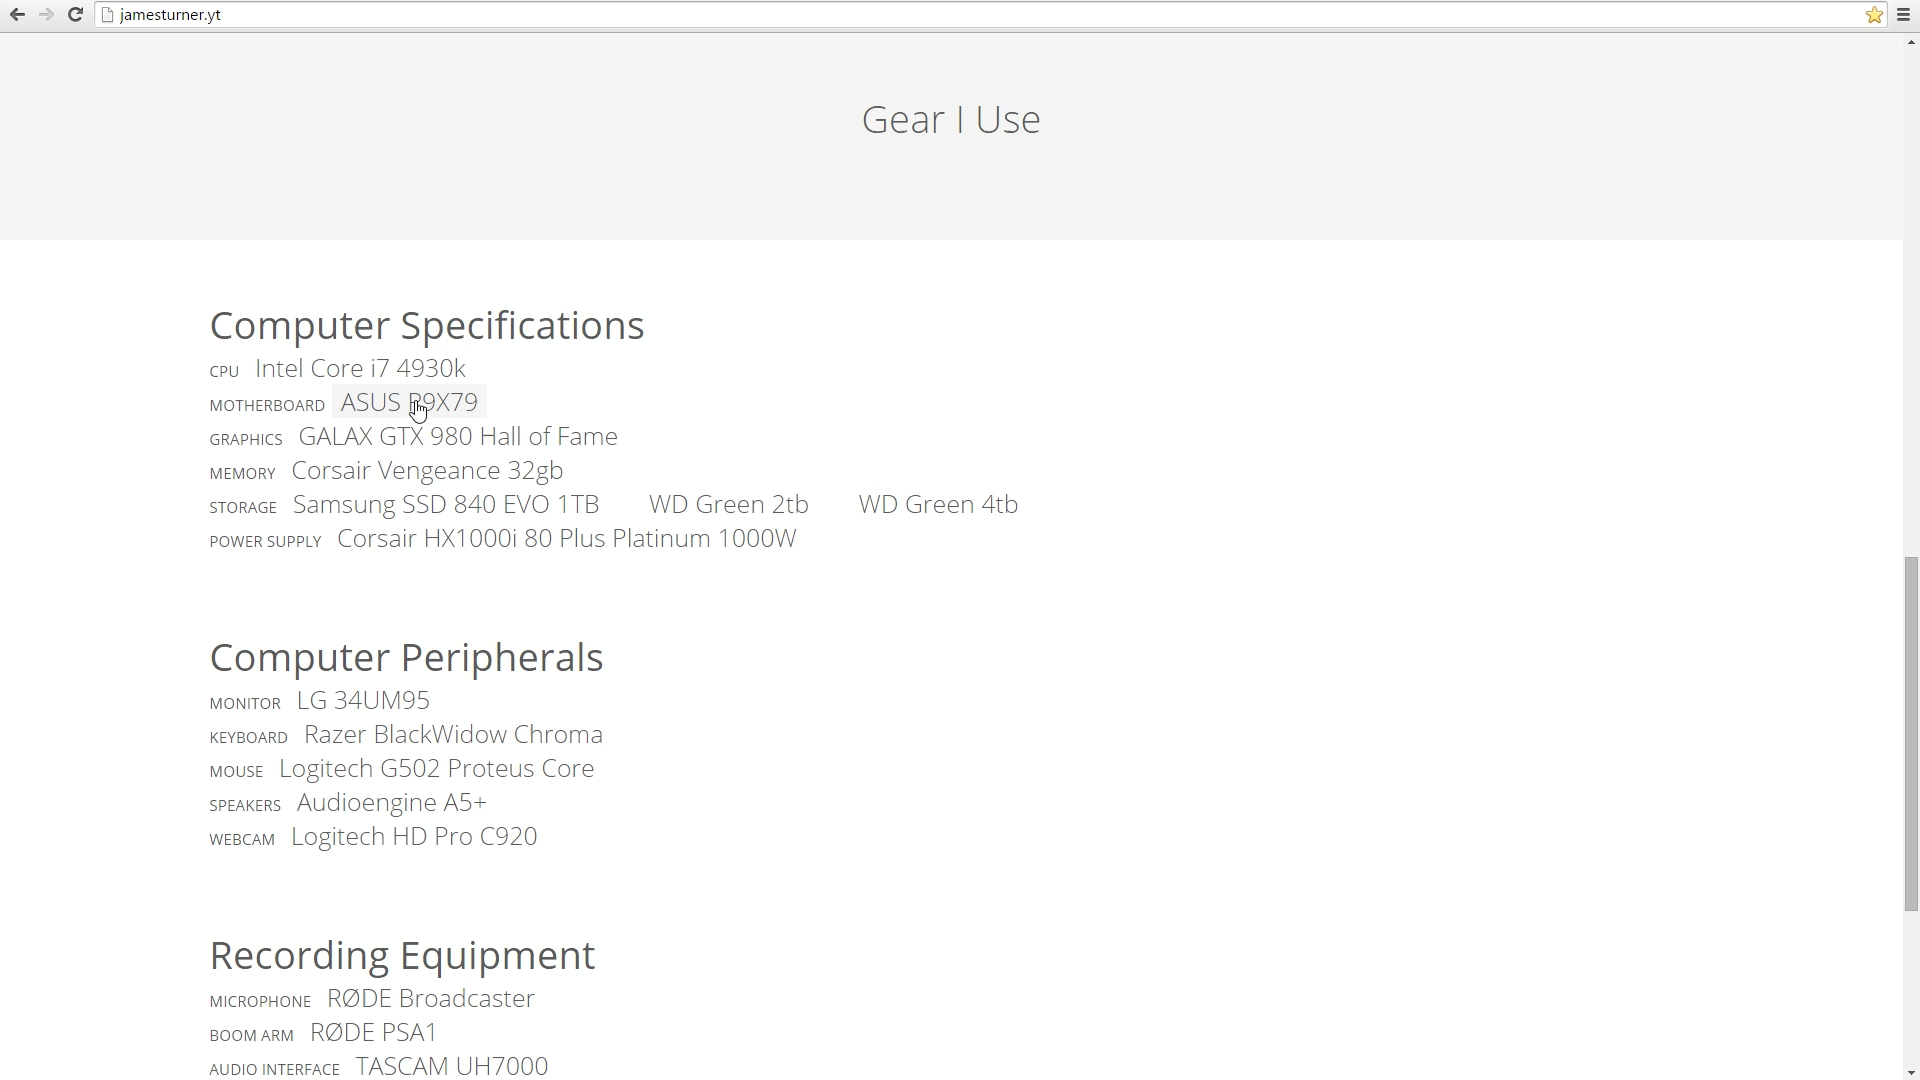 jamesturner.yt
Gear I Use
Computer Specifications
CPU Intel Core i7 4930k
MOTHERBOARD ASUS P9X79
GRAPHICS GALAX GTX 980 Hall of Fame
MEMORY Corsair Vengeance 32gb
STORAGE Samsung SSD 840 EVO 1TB WD Green 2tb WD Green 4tb
POWER SUPPLY Corsair HX1000i 80 Plus Platinum 1000W
Computer Peripherals
MONITOR LG 34UM95
KEYBOARD Razer BlackWidow Chroma
MOUSE Logitech G502 Proteus Core
SPEAKERS Audioengine A5+
WEBCAM Logitech HD Pro C920
Recording Equipment
MICROPHONE RØDE Broadcaster
BOOM ARM RØDE PSA1
AUDIO INTERFACE TASCAM UH7000